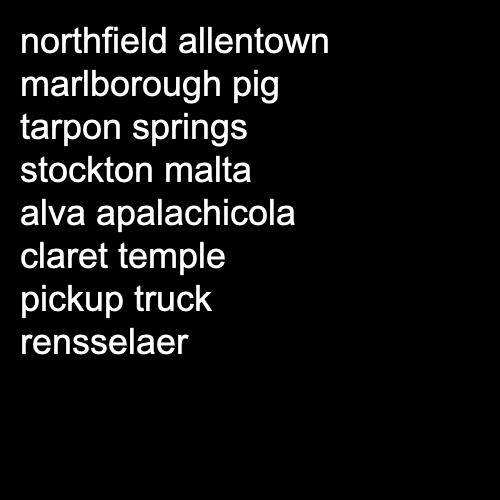 northfield allentown
marlborough pig
tarpon springs
stockton malta
alva apalachicola
claret temple
pickup truck
rensselaer